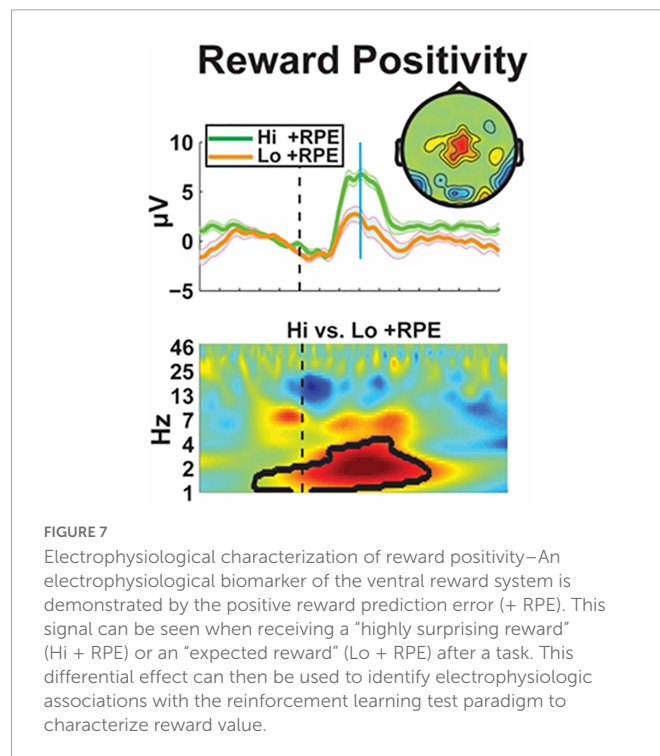 Reward Positivity
10
5
0
−5
µV
Hi +RPE
Lo +RPE
Hi vs. Lo +RPE
46
25
13
7
4
2
1
Hz
FIGURE 7
Electrophysiological characterization of reward positivity–An
electrophysiological biomarker of the ventral reward system is
demonstrated by the positive reward prediction error (+ RPE). This
signal can be seen when receiving a “highly surprising reward”
(Hi + RPE) or an “expected reward” (Lo + RPE) after a task. This
differential effect can then be used to identify electrophysiologic
associations with the reinforcement learning test paradigm to
characterize reward value.